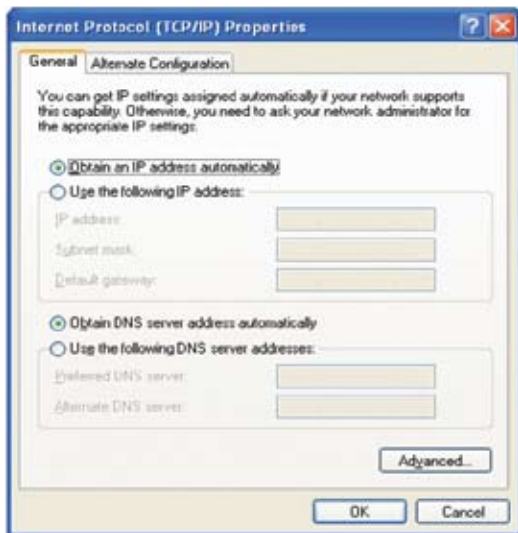 Internet Protocol (TCP/IP) Properties
General
Alternate Configuration
You can get IP settings assigned automatically if your network supports
this capability. Otherwise, you need to ask your network administrator for
the appropriate IP settings.
Obtain an IP address automatically
Use the following IP address:
IP address:
Subnet mask:
Default gateway:
Obtain DNS server address automatically
Use the following DNS server addresses:
Preferred DNS server:
Alternate DNS server:
Advanced...
OK
Cancel